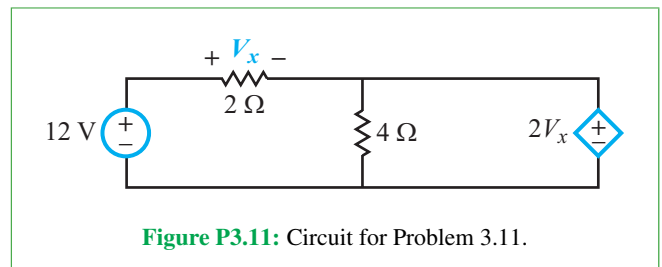 + Vx −
2 Ω
12 V
+
−
4 Ω
2Vx
+
−
Figure P3.11: Circuit for Problem 3.11.